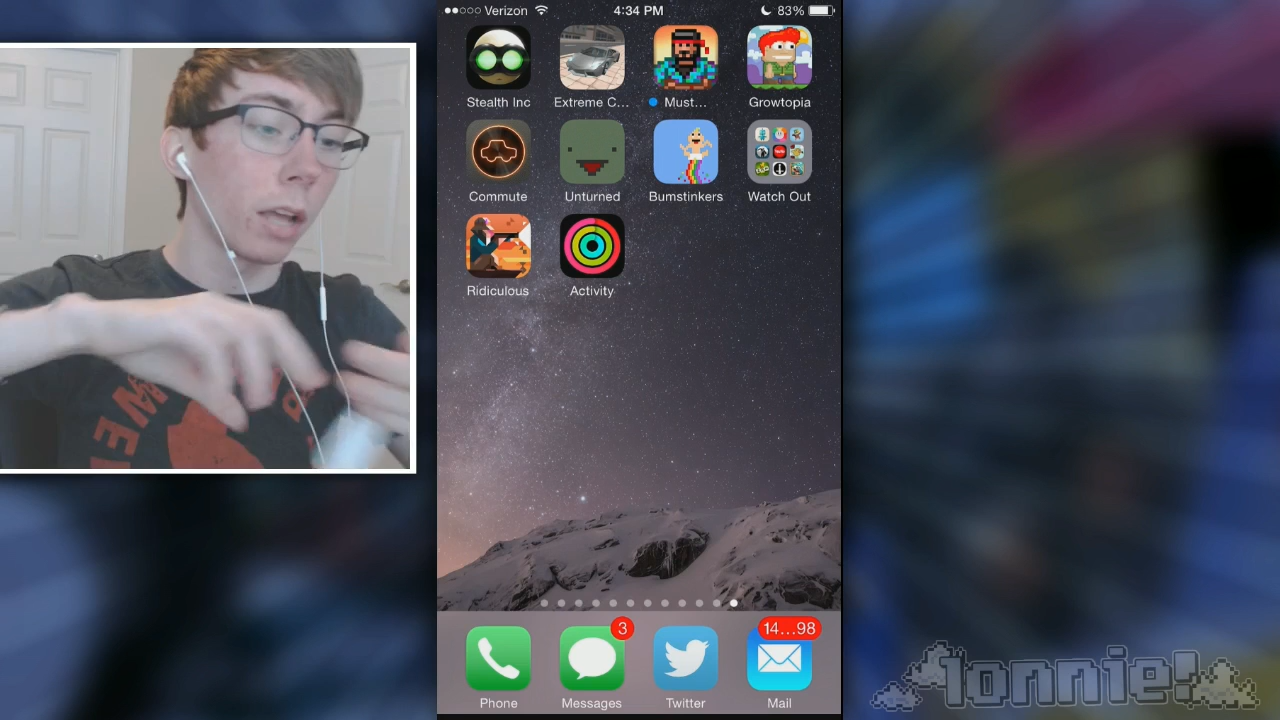 Verizon 4:34 PM 83%
Stealth Inc Extreme C... Must... Growtopia
Commute Unturned Bumstinkers Watch Out
Ridiculous Activity
3 14...98
Phone Messages Twitter Mail
lonnie!